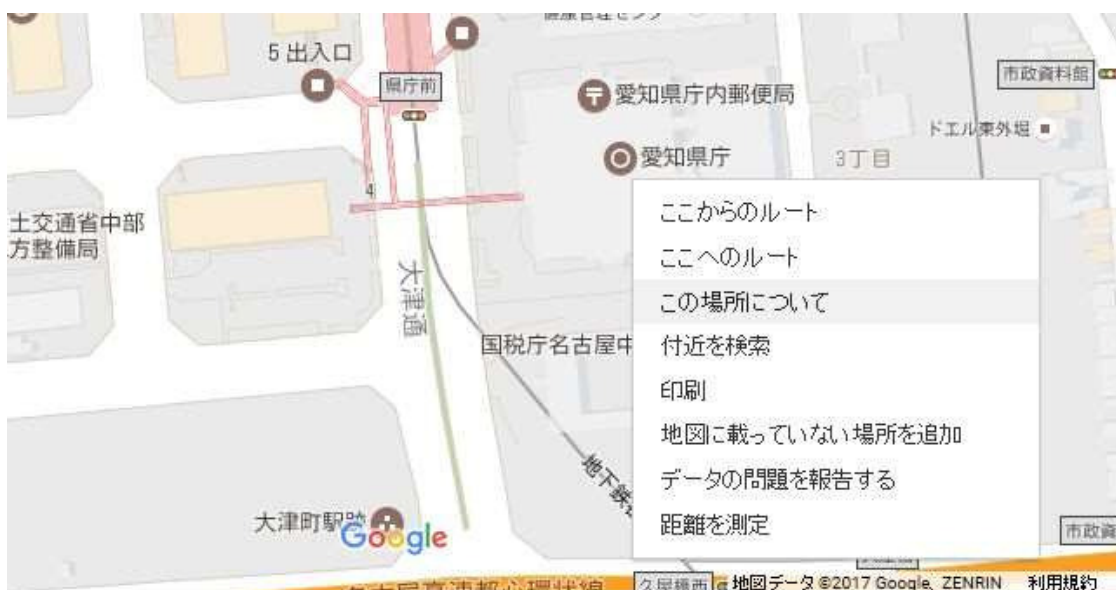 5 出入口
県庁前
愛知県庁内郵便局
市政資料館
ドエル東外堀
愛知県庁
3丁目
4
土交通省中部
方整備局
大津通
国税庁名古屋中
ここからのルート
ここへのルート
この場所について
付近を検索
印刷
地図に載っていない場所を追加
データの問題を報告する
距離を測定
地下鉄
大津町駅跡
Google
市政資
久屋橋西
地図データ ©2017 Google, ZENRIN 利用規約